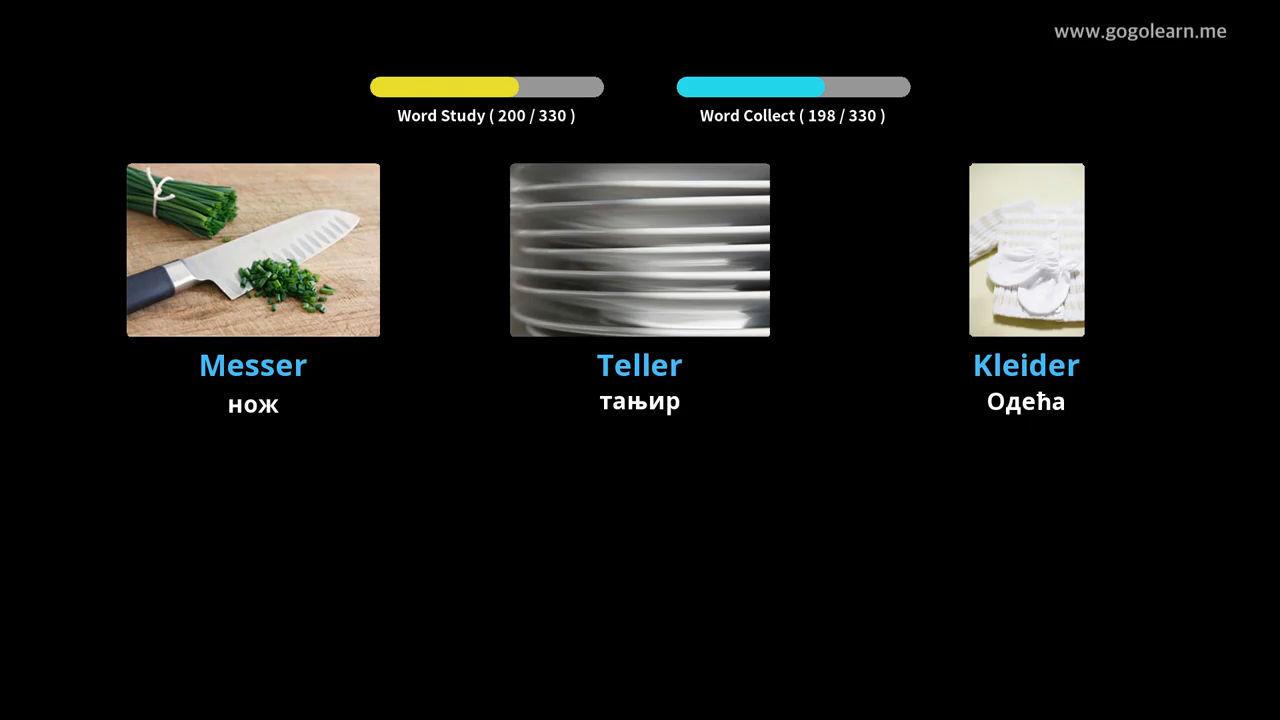 www.gogolearn.me
Word Study ( 200 / 330 )
Word Collect ( 198 / 330 )
Messer
Teller
Kleider
нож
тањир
Одећа